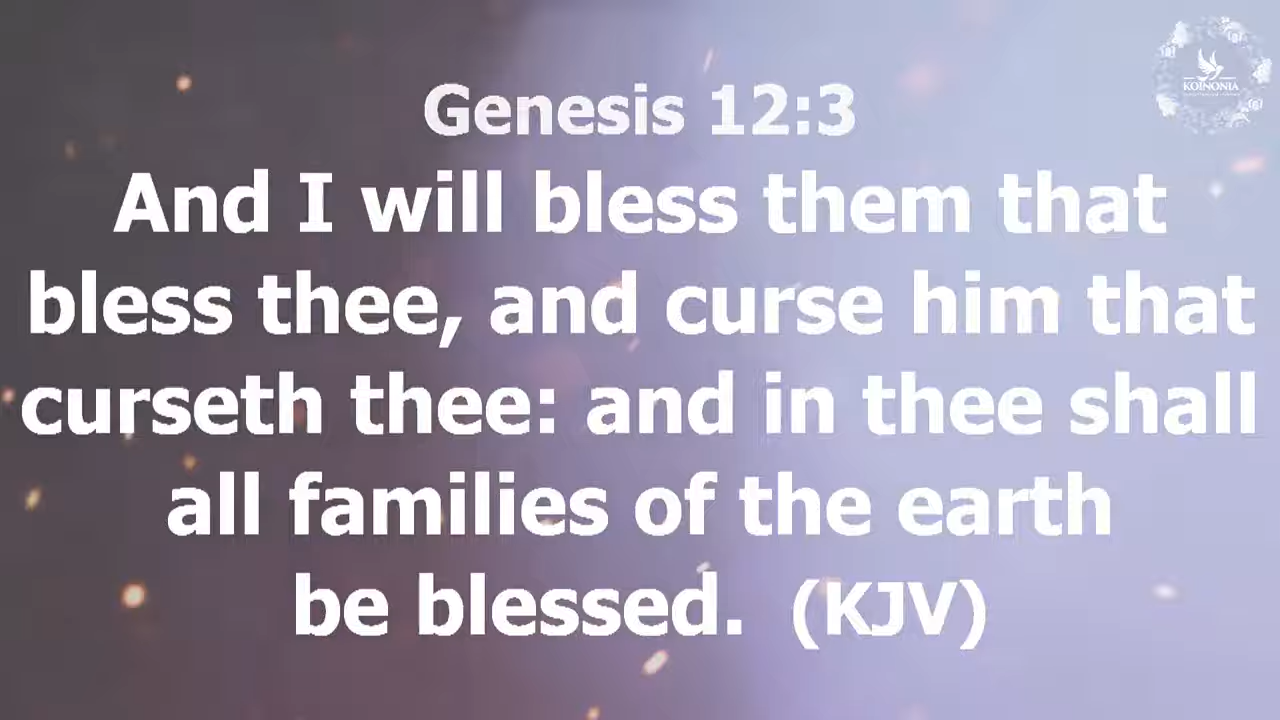 KOINONIA
Genesis 12:3
And I will bless them that
bless thee, and curse him that
curseth thee: and in thee shall
all families of the earth
be blessed.  (KJV)